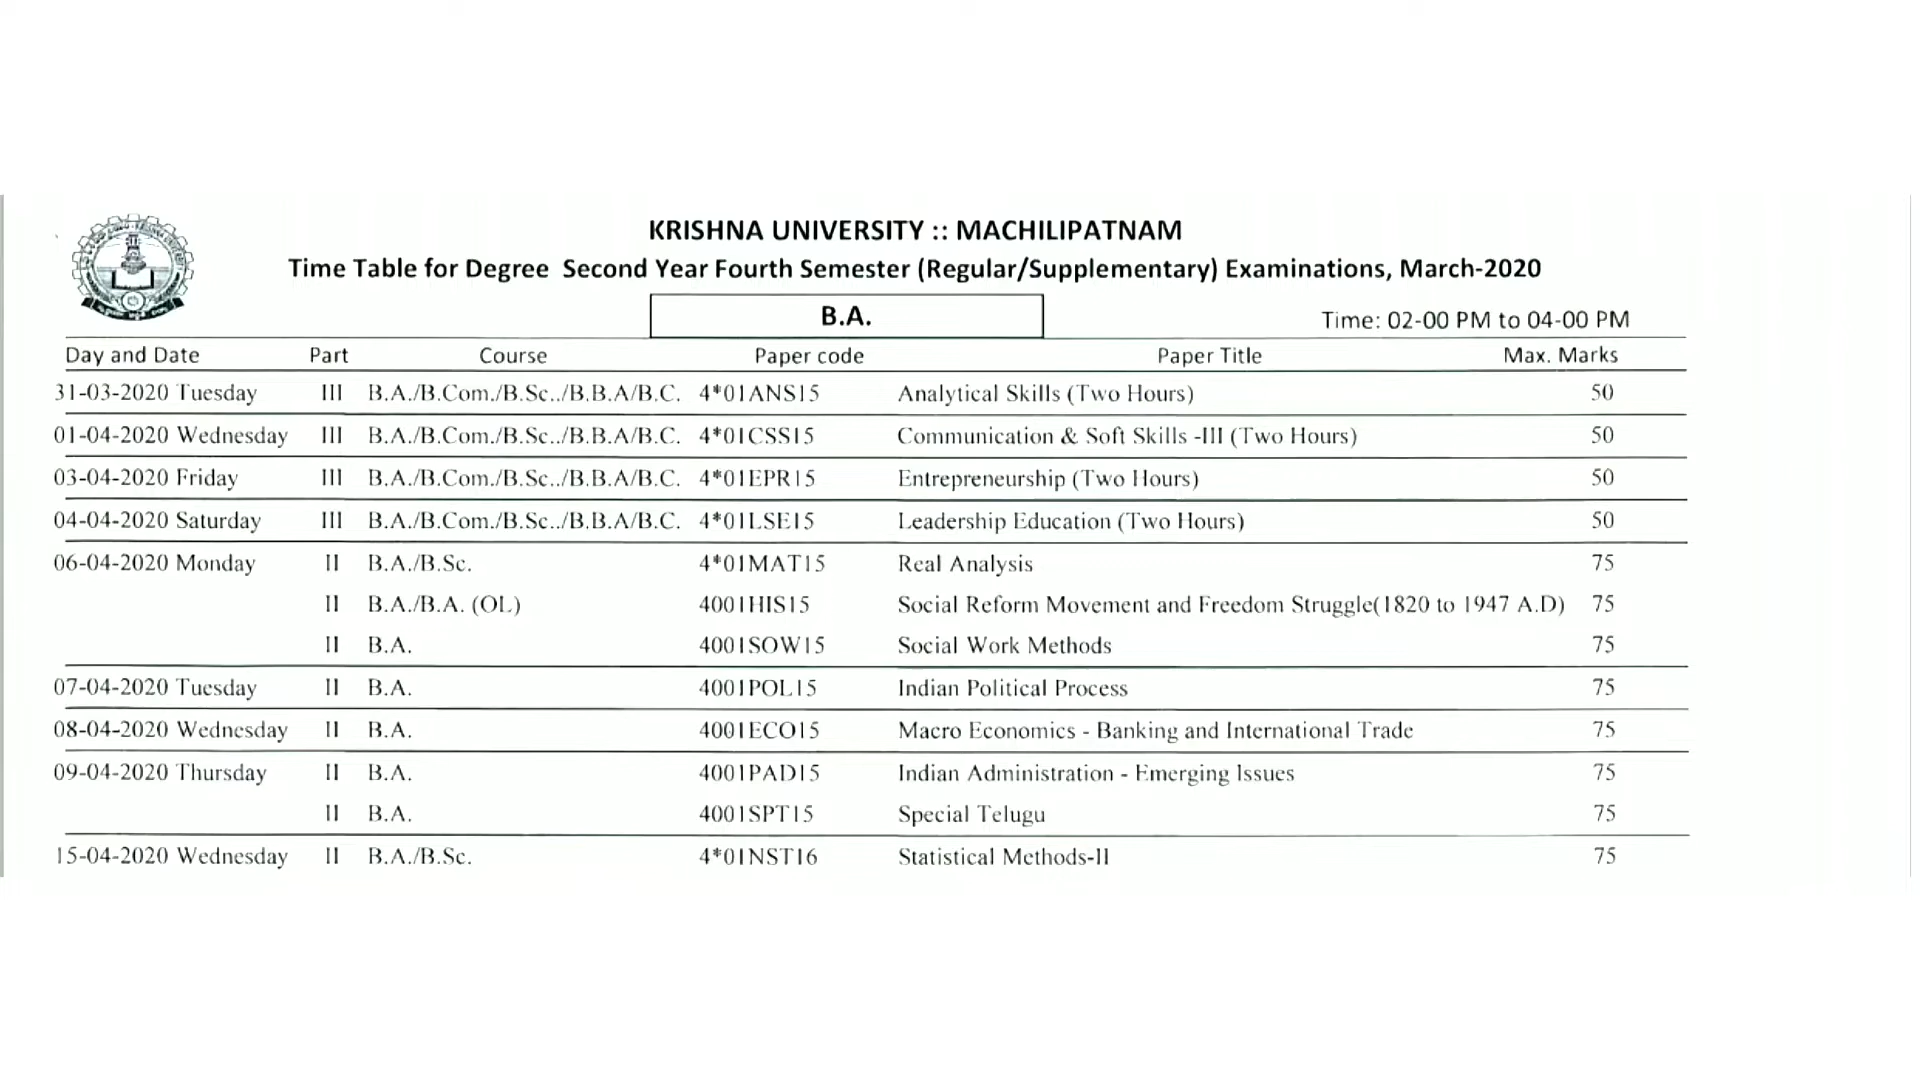 KRISHNA UNIVERSITY :: MACHILIPATNAM
Time Table for Degree Second Year Fourth Semester (Regular/Supplementary) Examinations, March-2020
B.A.
Time: 02-00 PM to 04-00 PM
Day and Date Part Course Paper code Paper Title Max. Marks
31-03-2020 Tuesday III B.A./B.Com./B.Sc../B.B.A/B.C. 4*01ANS15 Analytical Skills (Two Hours) 50
01-04-2020 Wednesday III B.A./B.Com./B.Sc../B.B.A/B.C. 4*01CSS15 Communication & Soft Skills -III (Two Hours) 50
03-04-2020 Friday III B.A./B.Com./B.Sc../B.B.A/B.C. 4*01EPR15 Entrepreneurship (Two Hours) 50
04-04-2020 Saturday III B.A./B.Com./B.Sc../B.B.A/B.C. 4*01LSE15 Leadership Education (Two Hours) 50
06-04-2020 Monday II B.A./B.Sc. 4*01MAT15 Real Analysis 75
II B.A./B.A. (OL) 4001HIS15 Social Reform Movement and Freedom Struggle(1820 to 1947 A.D) 75
II B.A. 4001SOW15 Social Work Methods 75
07-04-2020 Tuesday II B.A. 4001POL15 Indian Political Process 75
08-04-2020 Wednesday II B.A. 4001ECO15 Macro Economics - Banking and International Trade 75
09-04-2020 Thursday II B.A. 4001PAD15 Indian Administration - Emerging Issues 75
II B.A. 4001SPT15 Special Telugu 75
15-04-2020 Wednesday II B.A./B.Sc. 4*01NST16 Statistical Methods-II 75